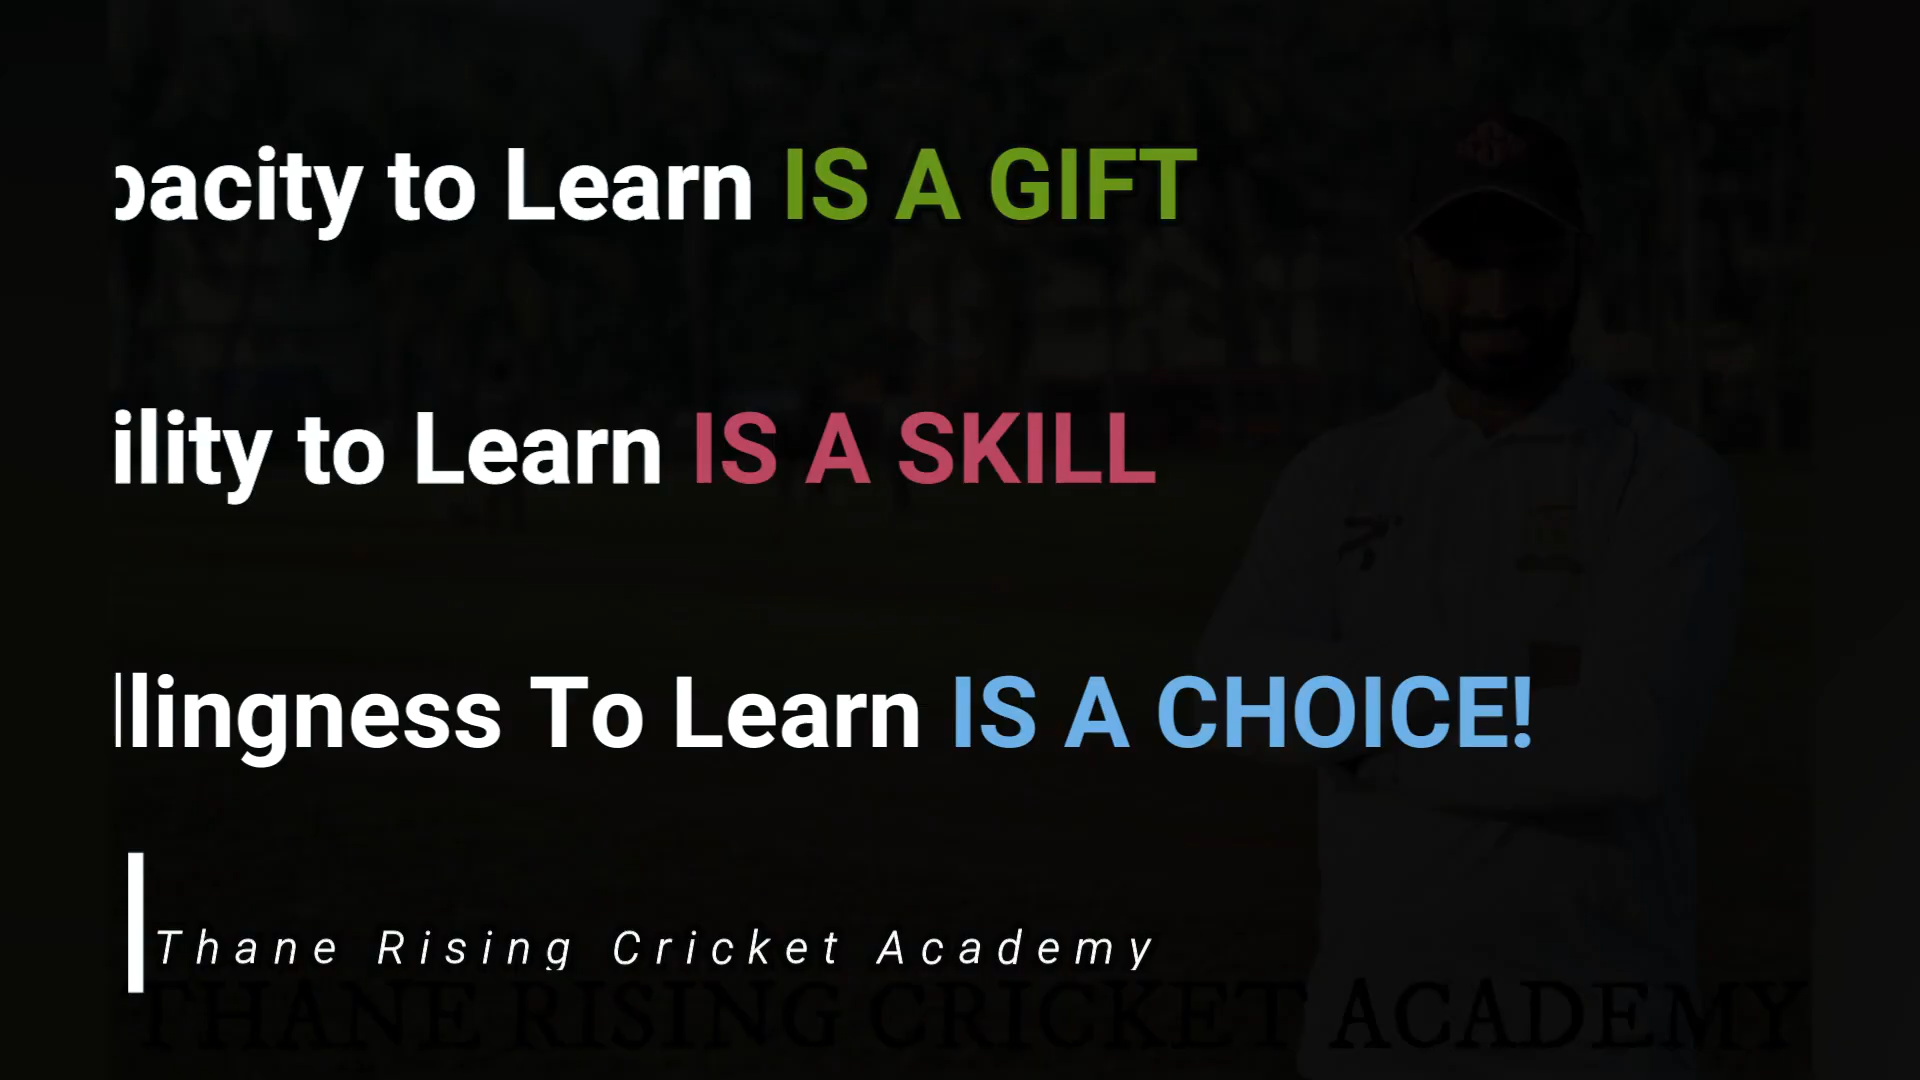 pacity to Learn IS A GIFT
ility to Learn IS A SKILL
llingness To Learn IS A CHOICE!
Thane Rising Cricket Academy
THANE RISING CRICKET ACADEMY